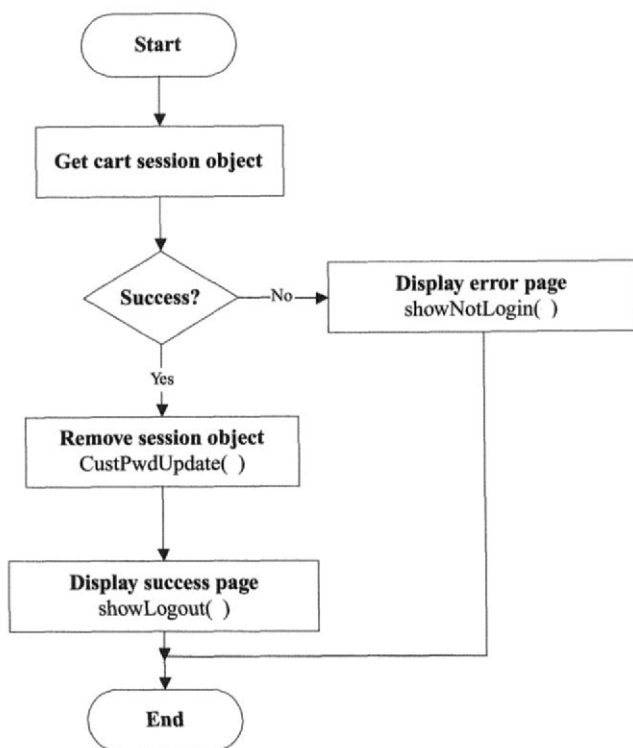 Start
Get cart session object
Success?
No
Display error page
showNotLogin( )
Yes
Remove session object
CustPwdUpdate( )
Display success page
showLogout( )
End